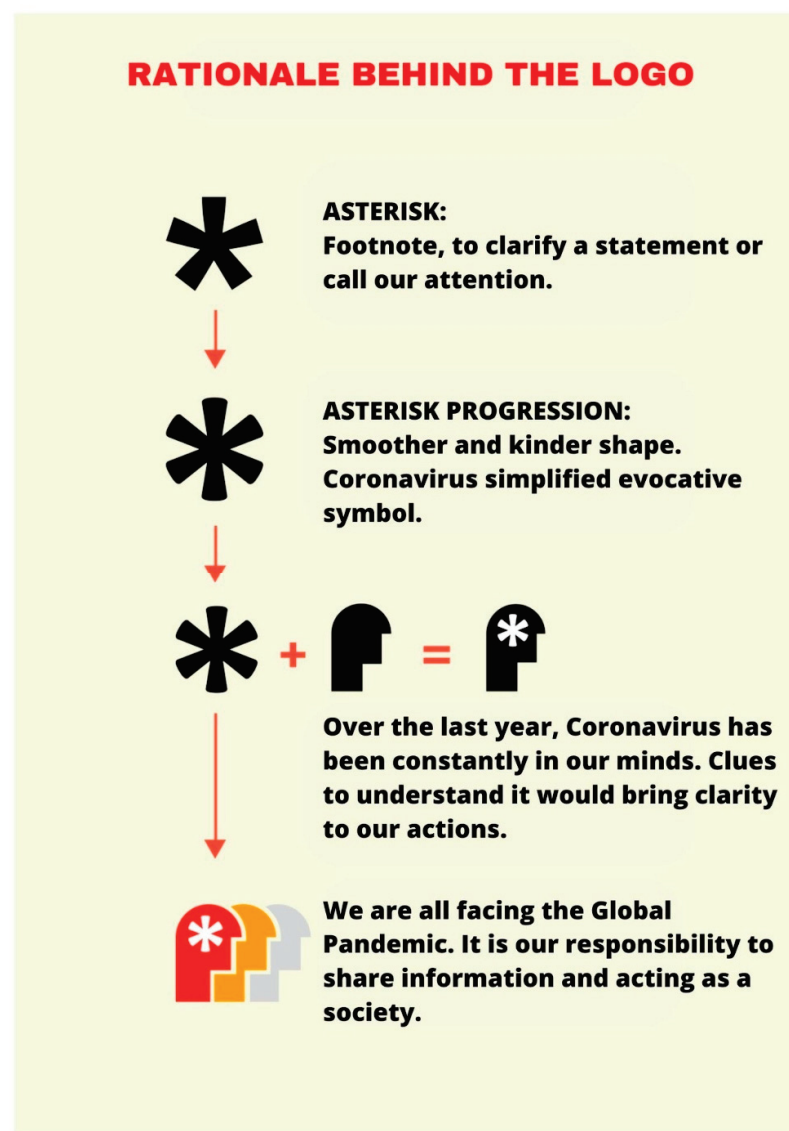 RATIONALE BEHIND THE LOGO
ASTERISK:
Footnote, to clarify a statement or
call our attention.
ASTERISK PROGRESSION:
Smoother and kinder shape.
Coronavirus simplified evocative
symbol.
+ =
Over the last year, Coronavirus has
been constantly in our minds. Clues
to understand it would bring clarity
to our actions.
We are all facing the Global
Pandemic. It is our responsibility to
share information and acting as a
society.